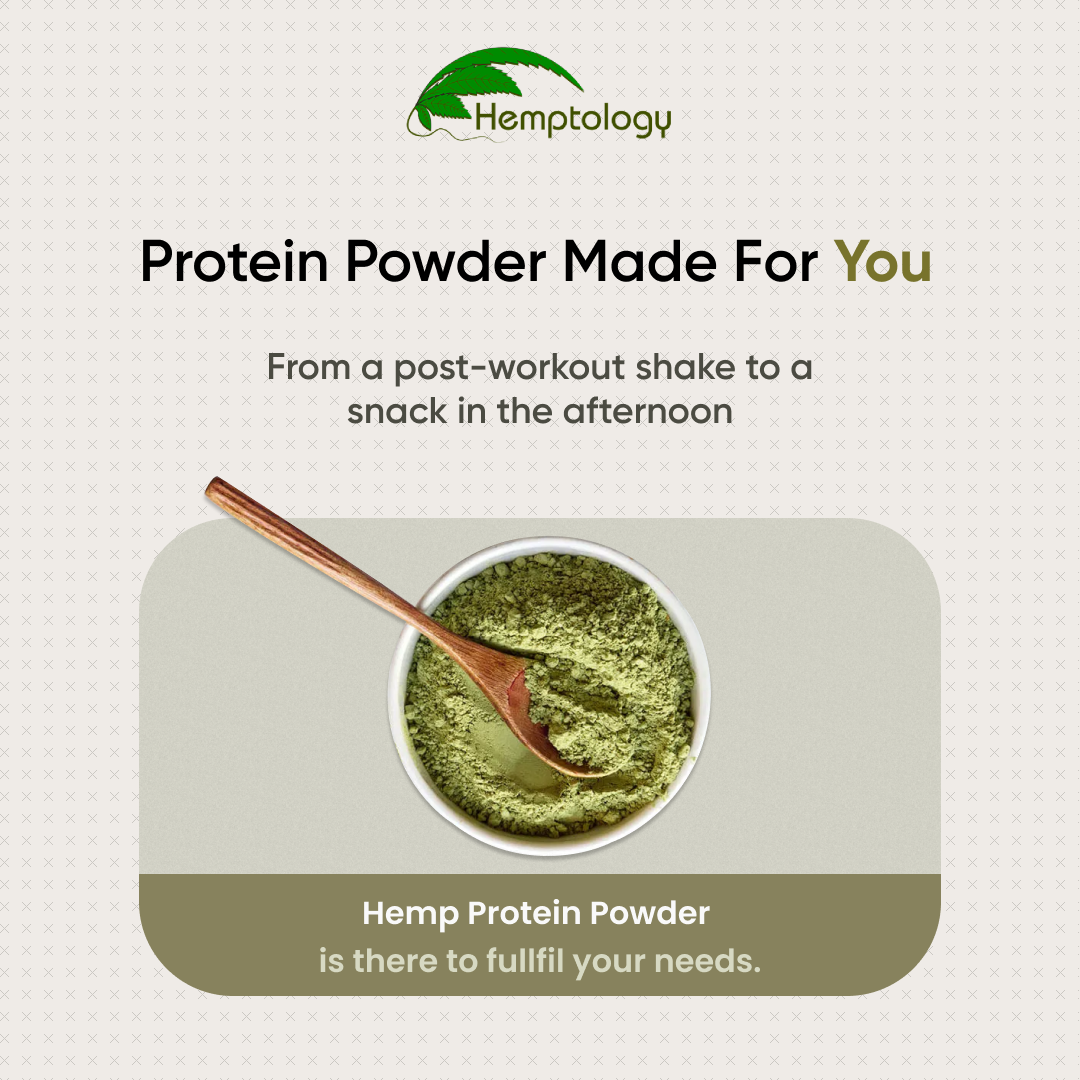 Hemptology
Protein Powder Made For You
From a post-workout shake to a
snack in the afternoon
Hemp Protein Powder
is there to fullfil your needs.